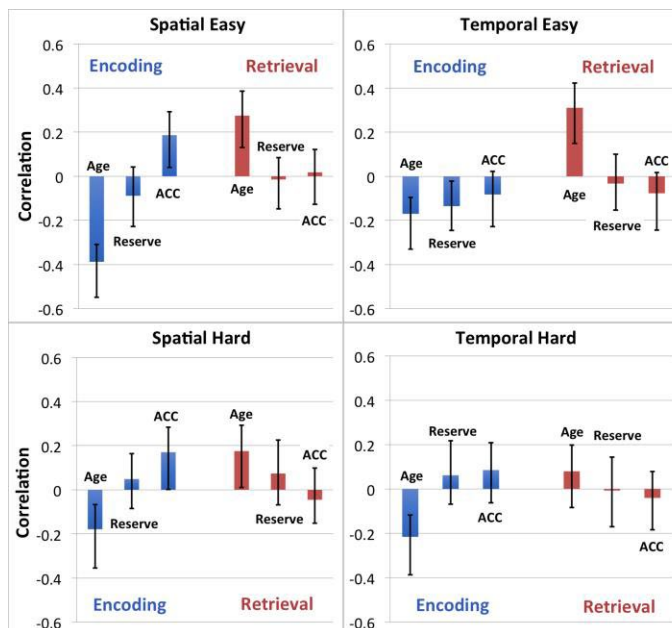 Spatial Easy
Temporal Easy
0.6
0.4
0.2
0
-0.2
-0.4
-0.6
Correlation
Encoding
Retrieval
Age
Reserve
ACC
Age
Reserve
ACC
Encoding
Retrieval
Age
Reserve
ACC
Age
Reserve
ACC
0.6
0.4
0.2
0
-0.2
-0.4
-0.6
Spatial Hard
Temporal Hard
0.6
0.4
0.2
0
-0.2
-0.4
-0.6
Correlation
Age
Reserve
ACC
Age
Reserve
ACC
Encoding
Retrieval
0.6
0.4
0.2
0
-0.2
-0.4
-0.6
Age
Reserve
ACC
Age
Reserve
ACC
Encoding
Retrieval